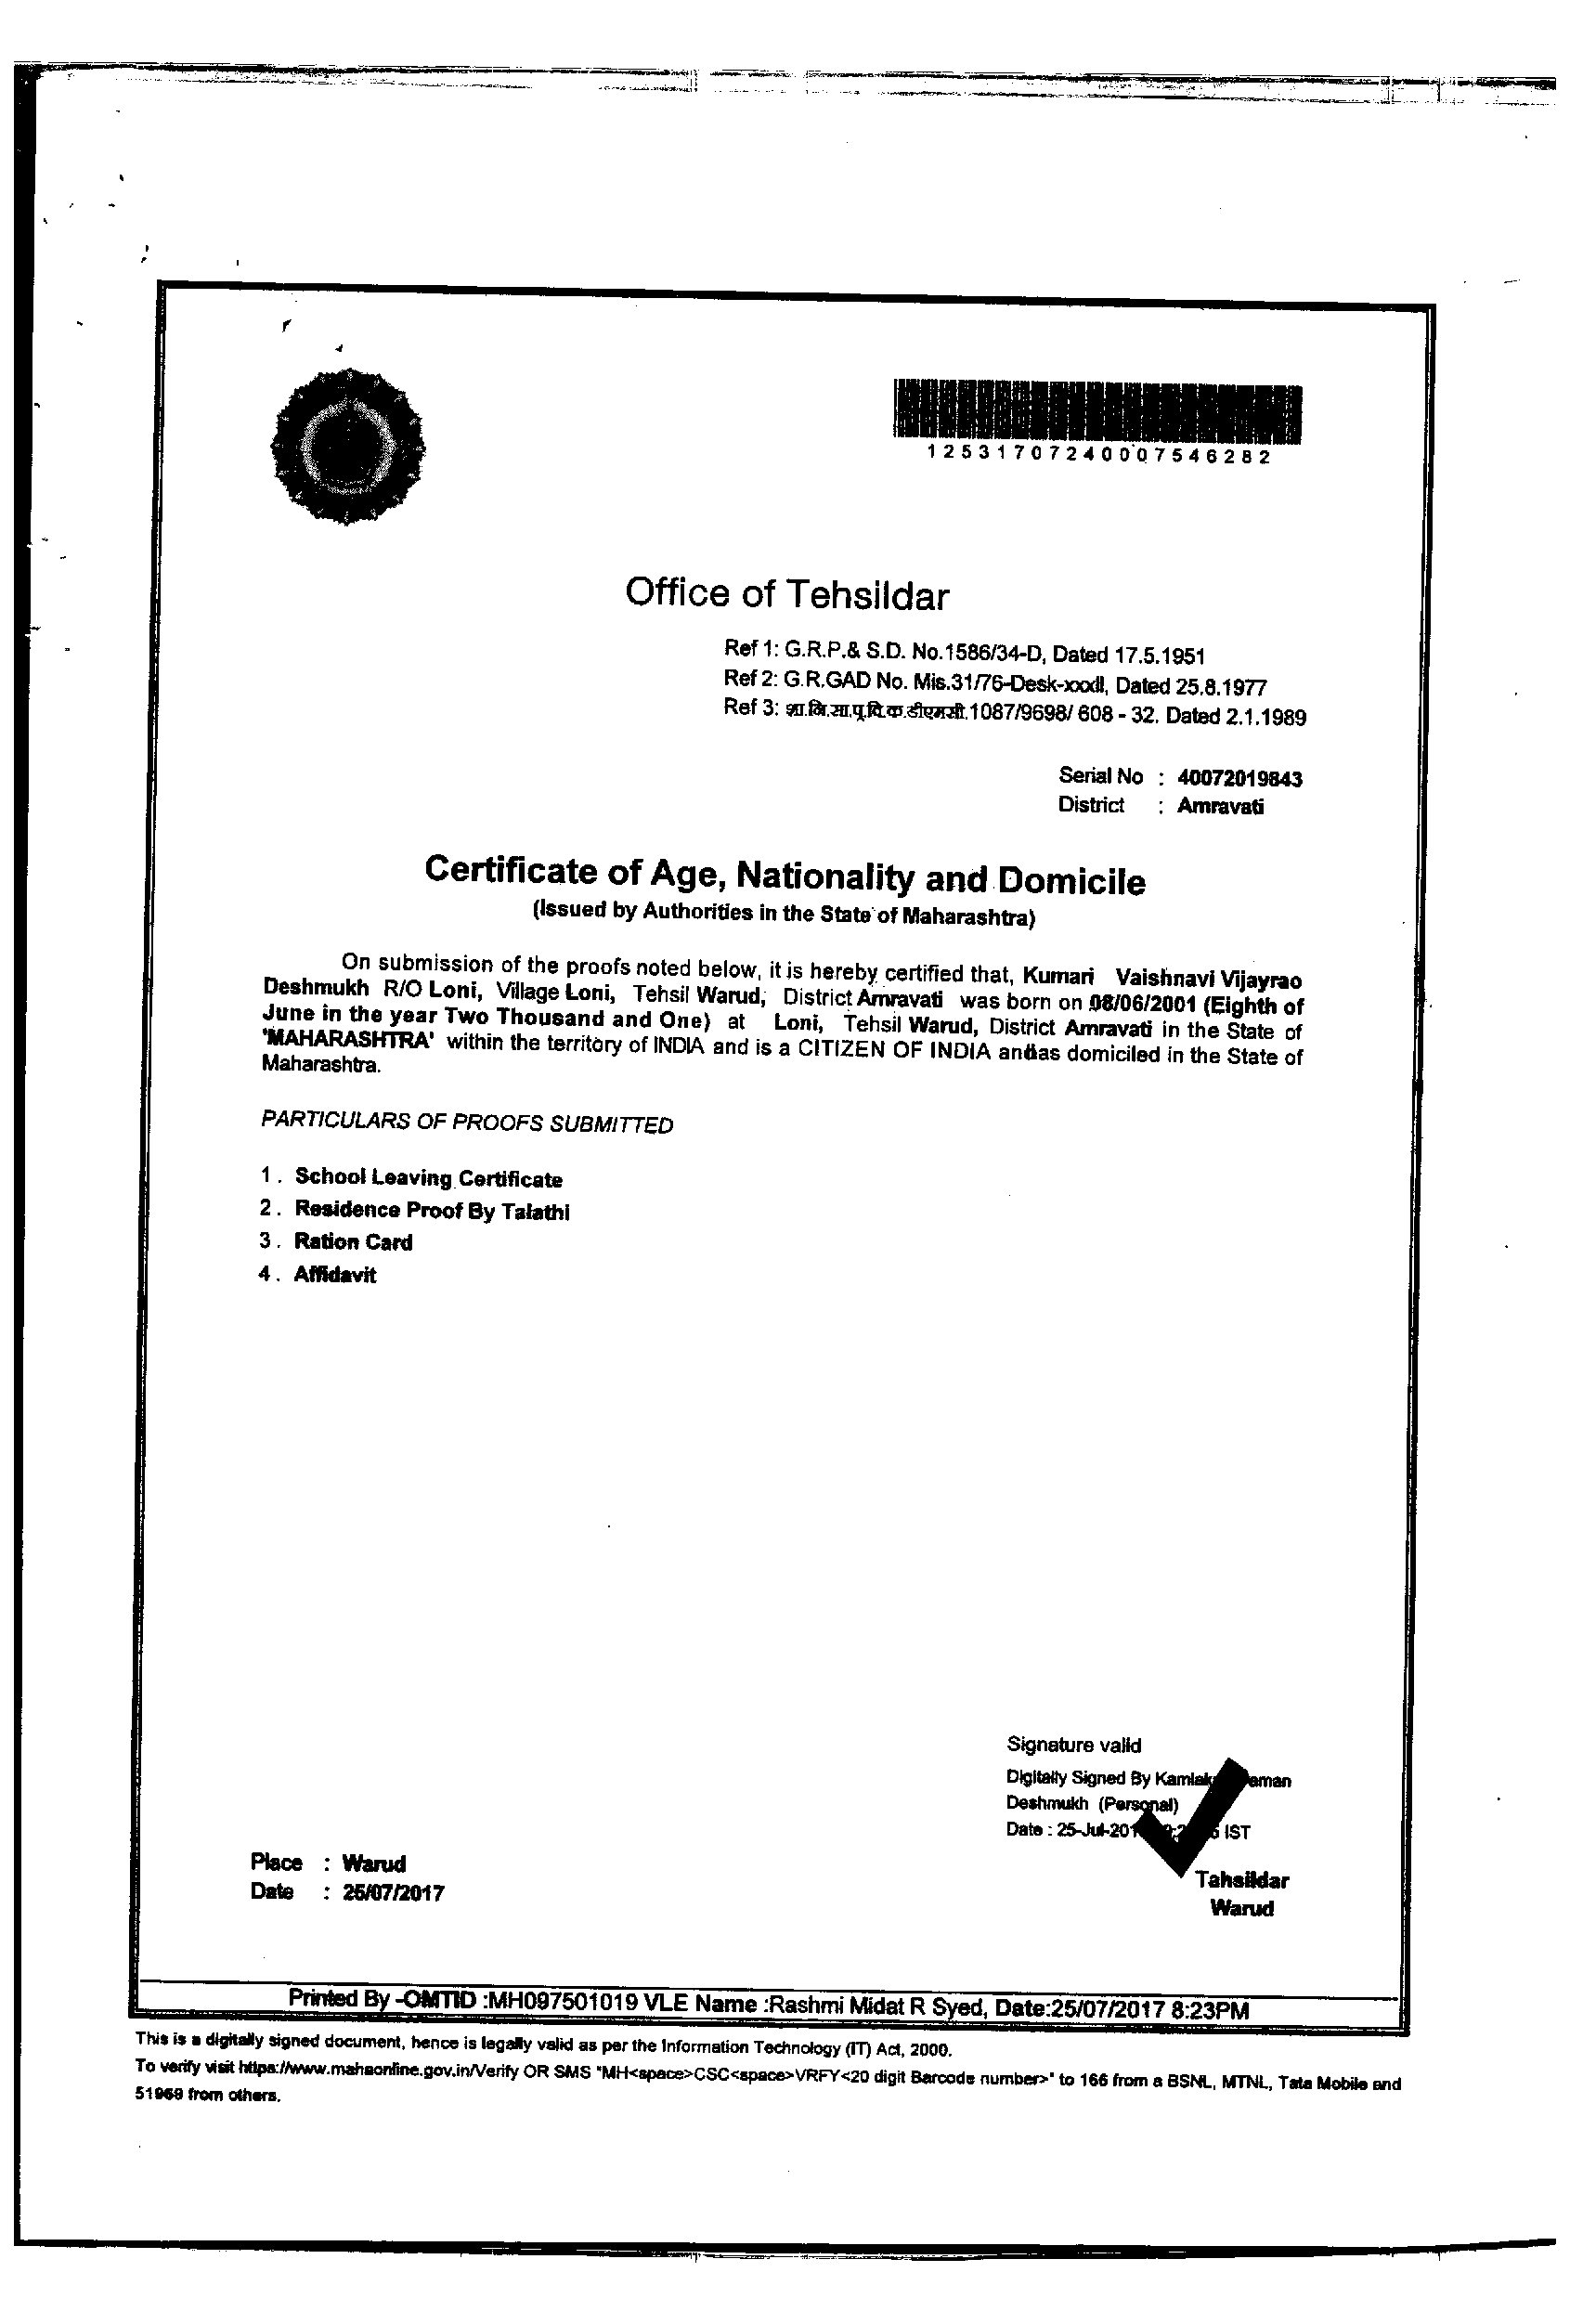 12531707240007546282
Office of Tehsildar
Ref 1: G.R.P.& S.D. No.1586/34-D, Dated 17.5.1951
Ref 2: G.R.GAD No. Mis.31/76-Desk-xxxdl, Dated 25.8.1977
Ref 3: शा.नि.सा.प्र.वि.क्र.डीएमसी.1087/9698/ 608 - 32. Dated 2.1.1989
Serial No : 40072019843
District : Amravati
Certificate of Age, Nationality and Domicile
(Issued by Authorities in the State of Maharashtra)
On submission of the proofs noted below, it is hereby certified that, Kumari Vaishnavi Vijayrao
Deshmukh R/O Loni, Village Loni, Tehsil Warud, District Amravati was born on 08/06/2001 (Eighth of
June in the year Two Thousand and One) at Loni, Tehsil Warud, District Amravati in the State of
'MAHARASHTRA' within the territory of INDIA and is a CITIZEN OF INDIA domiciled in the State of
Maharashtra.
PARTICULARS OF PROOFS SUBMITTED
1. School Leaving Certificate
2. Residence Proof By Talathi
3. Ration Card
4. Affidavit
Signature valid
Digitally Signed By
Deshmukh (Personal)
Date : 25-Jul- IST
Place : Warud
Date : 25/07/2017
Tahsildar
Warud
Printed By -OMTID :MH097501019 VLE Name :Rashmi Midat R Syed, Date:25/07/2017 8:23PM
This is a digitally signed document, hence is legally valid as per the Information Technology (IT) Act, 2000.
To verify visit https://www.mahaonline.gov.in/Verify OR SMS "MH<space>CSC<space>VRFY<20 digit Barcode number>" to 166 from a BSNL, MTNL, Tata Mobile and
51969 from others.